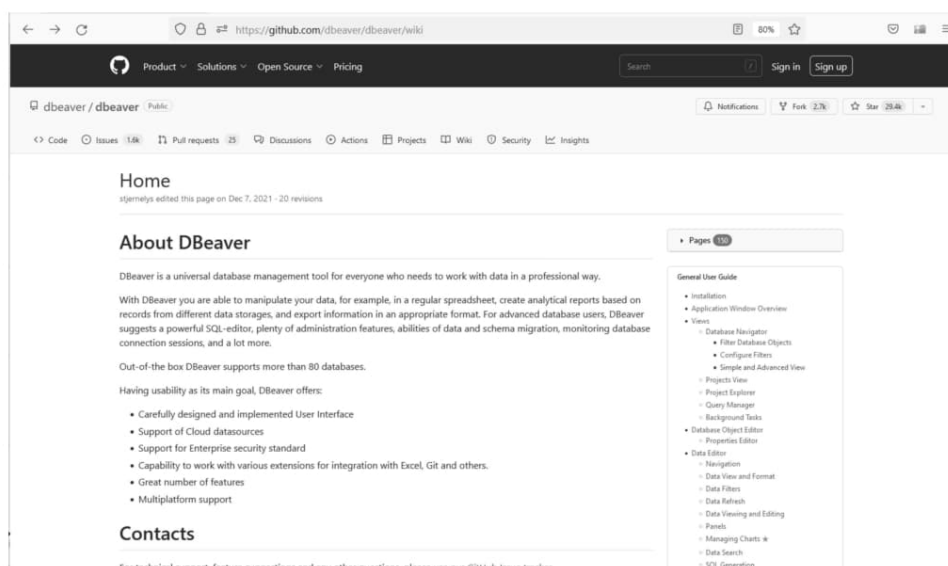 https://github.com/dbeaver/dbeaver/wiki
80%
Product Solutions Open Source Pricing
Search /
Sign in Sign up
dbeaver / dbeaver Public
Notifications Fork 2.7k Star 29.4k
Code Issues 1.6k Pull requests 25 Discussions Actions Projects Wiki Security Insights
Home
stjernelys edited this page on Dec 7, 2021 · 20 revisions
About DBeaver
DBeaver is a universal database management tool for everyone who needs to work with data in a professional way.
With DBeaver you are able to manipulate your data, for example, in a regular spreadsheet, create analytical reports based on
records from different data storages, and export information in an appropriate format. For advanced database users, DBeaver
suggests a powerful SQL-editor, plenty of administration features, abilities of data and schema migration, monitoring database
connection sessions, and a lot more.
Out-of-the box DBeaver supports more than 80 databases.
Having usability as its main goal, DBeaver offers:
• Carefully designed and implemented User Interface
• Support of Cloud datasources
• Support for Enterprise security standard
• Capability to work with various extensions for integration with Excel, Git and others.
• Great number of features
• Multiplatform support
Contacts
Pages 150
General User Guide
• Installation
• Application Window Overview
• Views
Database Navigator
Filter Database Objects
Configure Filters
Simple and Advanced View
Projects View
Project Explorer
Query Manager
Background Tasks
• Database Object Editor
Properties Editor
• Data Editor
Navigation
Data View and Format
Data Filters
Data Refresh
Data Viewing and Editing
Panels
Managing Charts ★
Data Search
SQL Generation